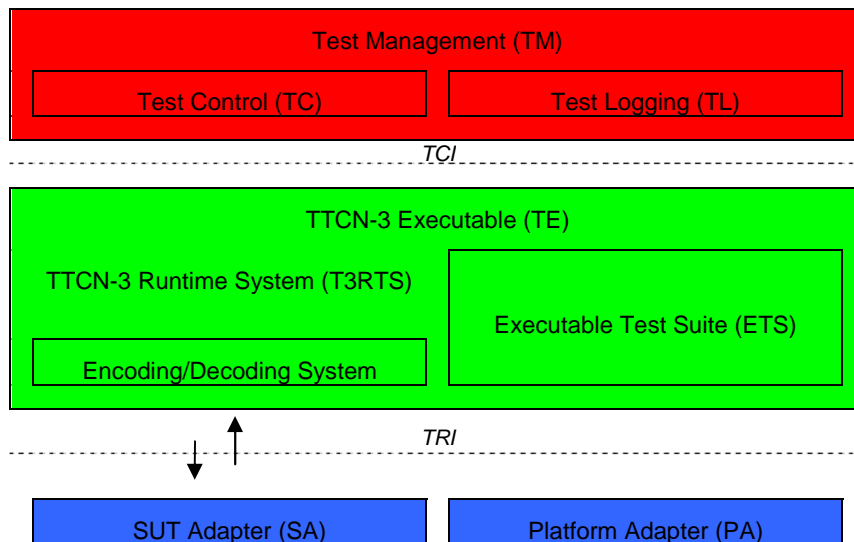 Test Management (TM)
Test Control (TC)
Test Logging (TL)
TCI
TTCN-3 Executable (TE)
TTCN-3 Runtime System (T3RTS)
Executable Test Suite (ETS)
Encoding/Decoding System
TRI
SUT Adapter (SA)
Platform Adapter (PA)